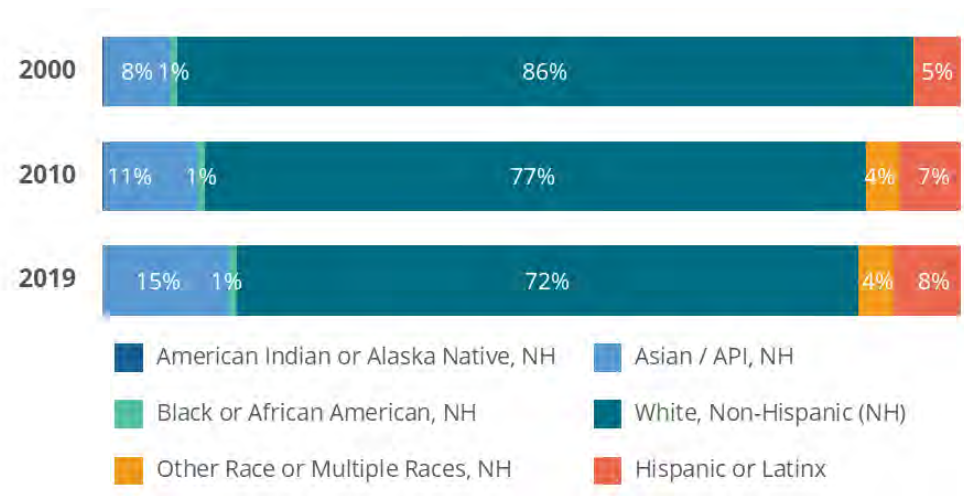 2000 8% 1% 86% 5%
2010 11% 1% 77% 4% 7%
2019 15% 1% 72% 4% 8%
American Indian or Alaska Native, NH Asian / API, NH
Black or African American, NH White, Non-Hispanic (NH)
Other Race or Multiple Races, NH Hispanic or Latinx